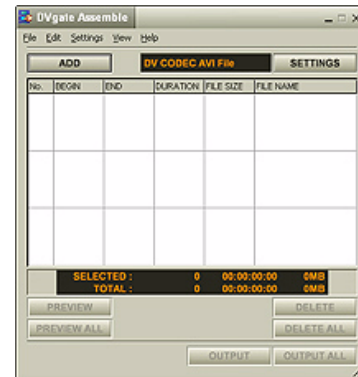 DVgate Assemble
File Edit Settings View Help
ADD DV CODEC AVI File SETTINGS
No. BEGIN END DURATION FILE SIZE FILE NAME
SELECTED : 0 00:00:00:00 0MB
TOTAL : 0 00:00:00:00 0MB
PREVIEW DELETE
PREVIEW ALL DELETE ALL
OUTPUT OUTPUT ALL